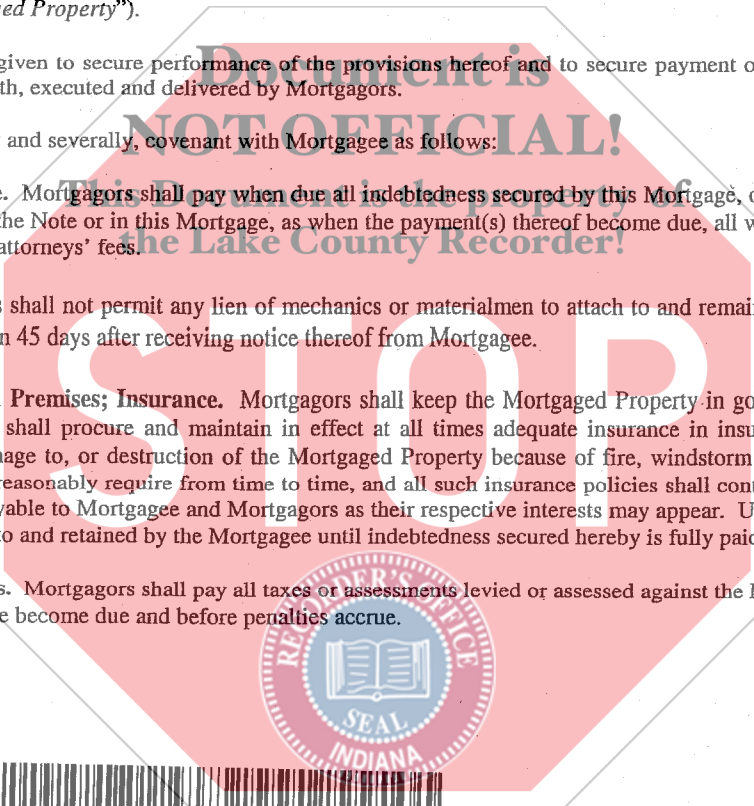 ed Property").
Document is
given to secure performance of the provisions hereof and to secure payment o
th, executed and delivered by Mortgagors.
NOT OFFICIAL!
and severally, covenant with Mortgagee as follows:
This Document is the property of
e. Mortgagors shall pay when due all indebtedness secured by this Mortgage,
the Note or in this Mortgage, as when the payment(s) thereof become due, all w
the Lake County Recorder!
attorneys' fees.
s shall not permit any lien of mechanics or materialmen to attach to and remai
n 45 days after receiving notice thereof from Mortgagee.
STOP
Premises; Insurance. Mortgagors shall keep the Mortgaged Property in go
shall procure and maintain in effect at all times adequate insurance in insu
nage to, or destruction of the Mortgaged Property because of fire, windstorm
reasonably require from time to time, and all such insurance policies shall cont
yable to Mortgagee and Mortgagors as their respective interests may appear. U
to and retained by the Mortgagee until indebtedness secured hereby is fully paid
s. Mortgagors shall pay all taxes or assessments levied or assessed against the
e become due and before penalties accrue.
RECORDER'S OFFICE
SEAL
INDIANA